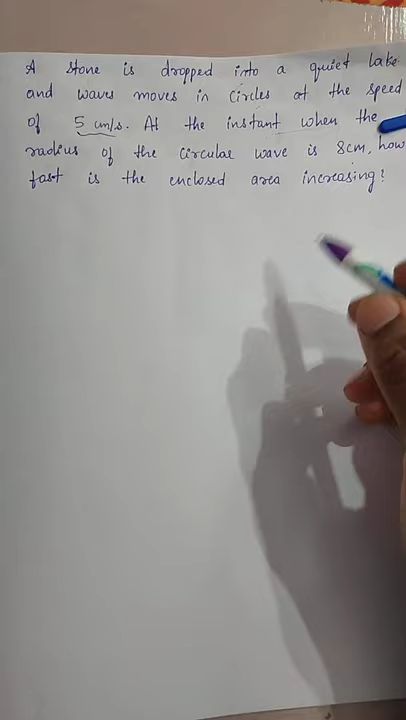 A stone is dropped into a quiet lake
and waves moves in circles at the speed
of 5 cm/s. At the instant when the
radius of the circular wave is 8cm, how
fast is the enclosed area increasing?